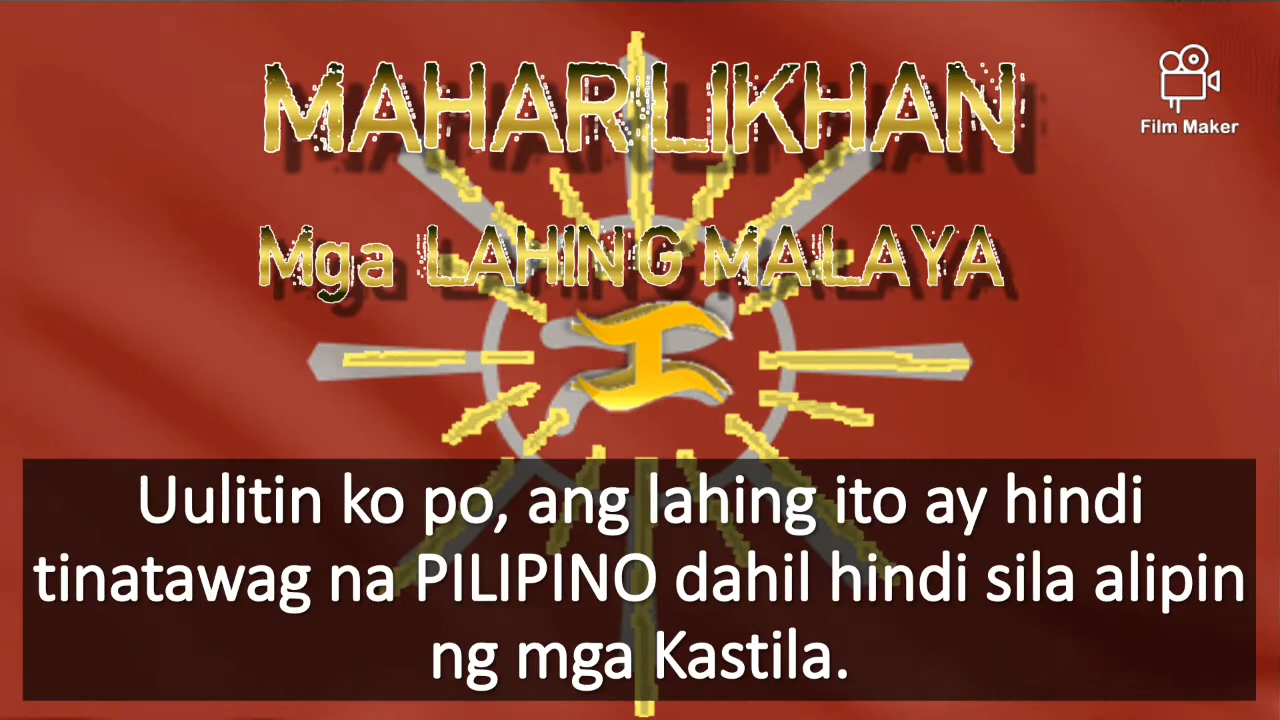 MAHARLIKHAN
Film Maker
Mga LAHING MALAYA
Uulitin ko po, ang lahing ito ay hindi
tinatawag na PILIPINO dahil hindi sila alipin
ng mga Kastila.